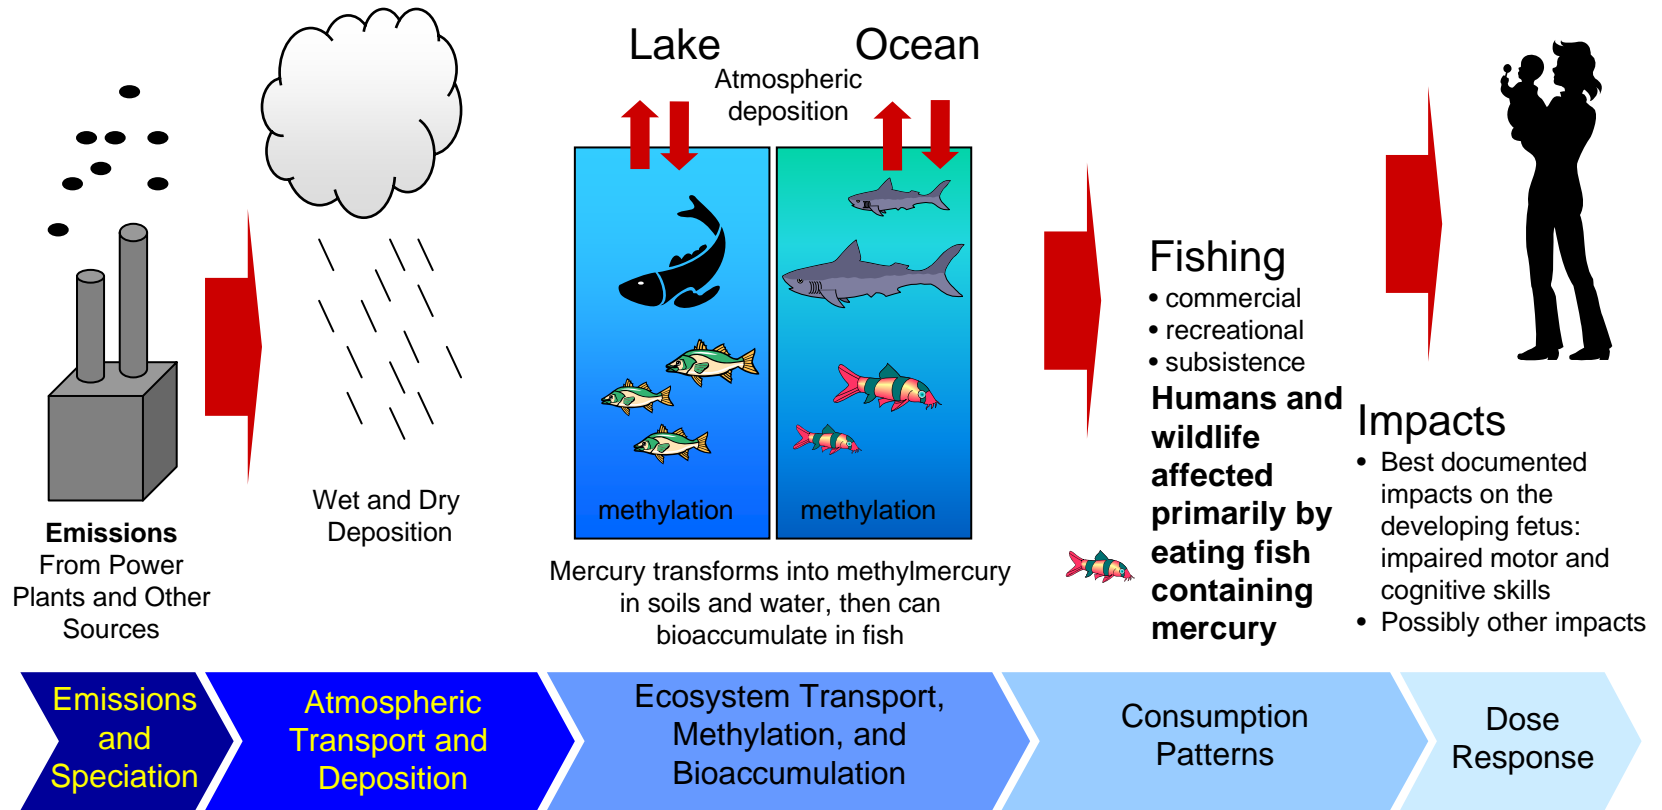 Emissions
From Power
Plants and Other
Sources
Wet and Dry
Deposition
Lake
Ocean
Atmospheric
deposition
methylation
methylation
Mercury transforms into methylmercury
in soils and water, then can
bioaccumulate in fish
Fishing
• commercial
• recreational
• subsistence
Humans and
wildlife
affected
primarily by
eating fish
containing
mercury
Impacts
• Best documented
impacts on the
developing fetus:
impaired motor and
cognitive skills
• Possibly other impacts
Emissions
and
Speciation
Atmospheric
Transport and
Deposition
Ecosystem Transport,
Methylation, and
Bioaccumulation
Consumption
Patterns
Dose
Response